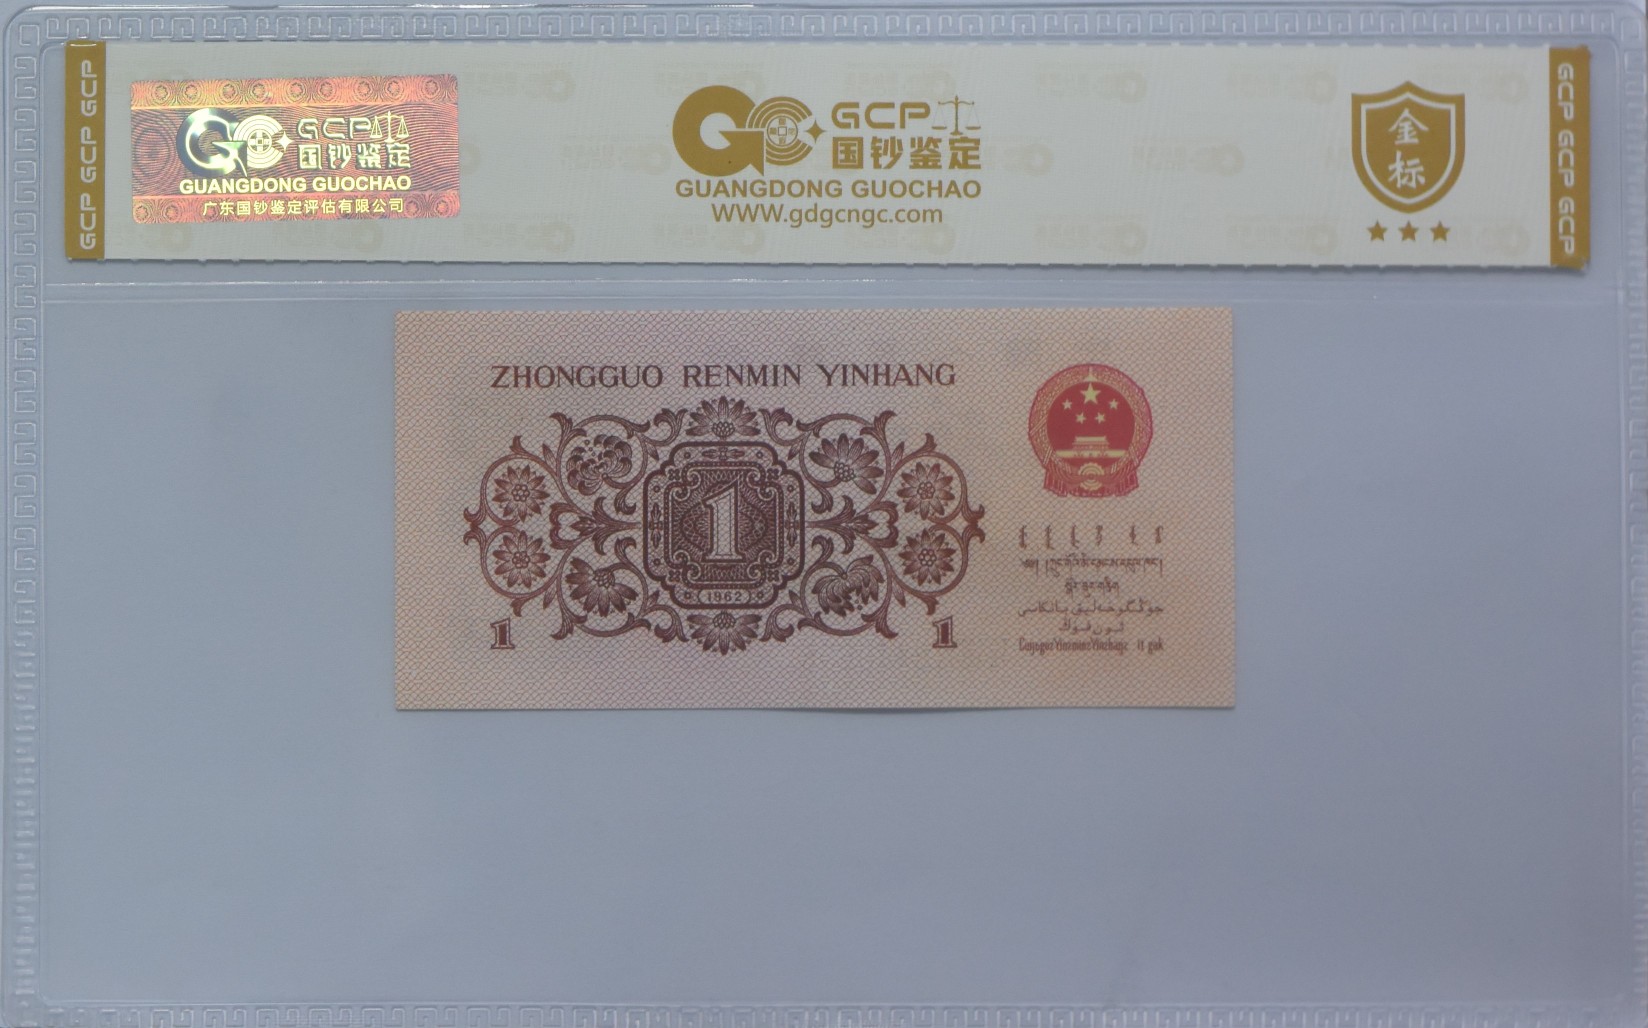 GCP GCP GCP GCP
GCP
国钞鉴定
GUANGDONG GUOCHAO
广东国钞鉴定评估有限公司
GCP
国钞鉴定
GUANGDONG GUOCHAO
WWW.gdgcngc.com
金标
GCP GCP GCP GCP
ZHONGGUO RENMIN YINHANG
1
1962
1
1